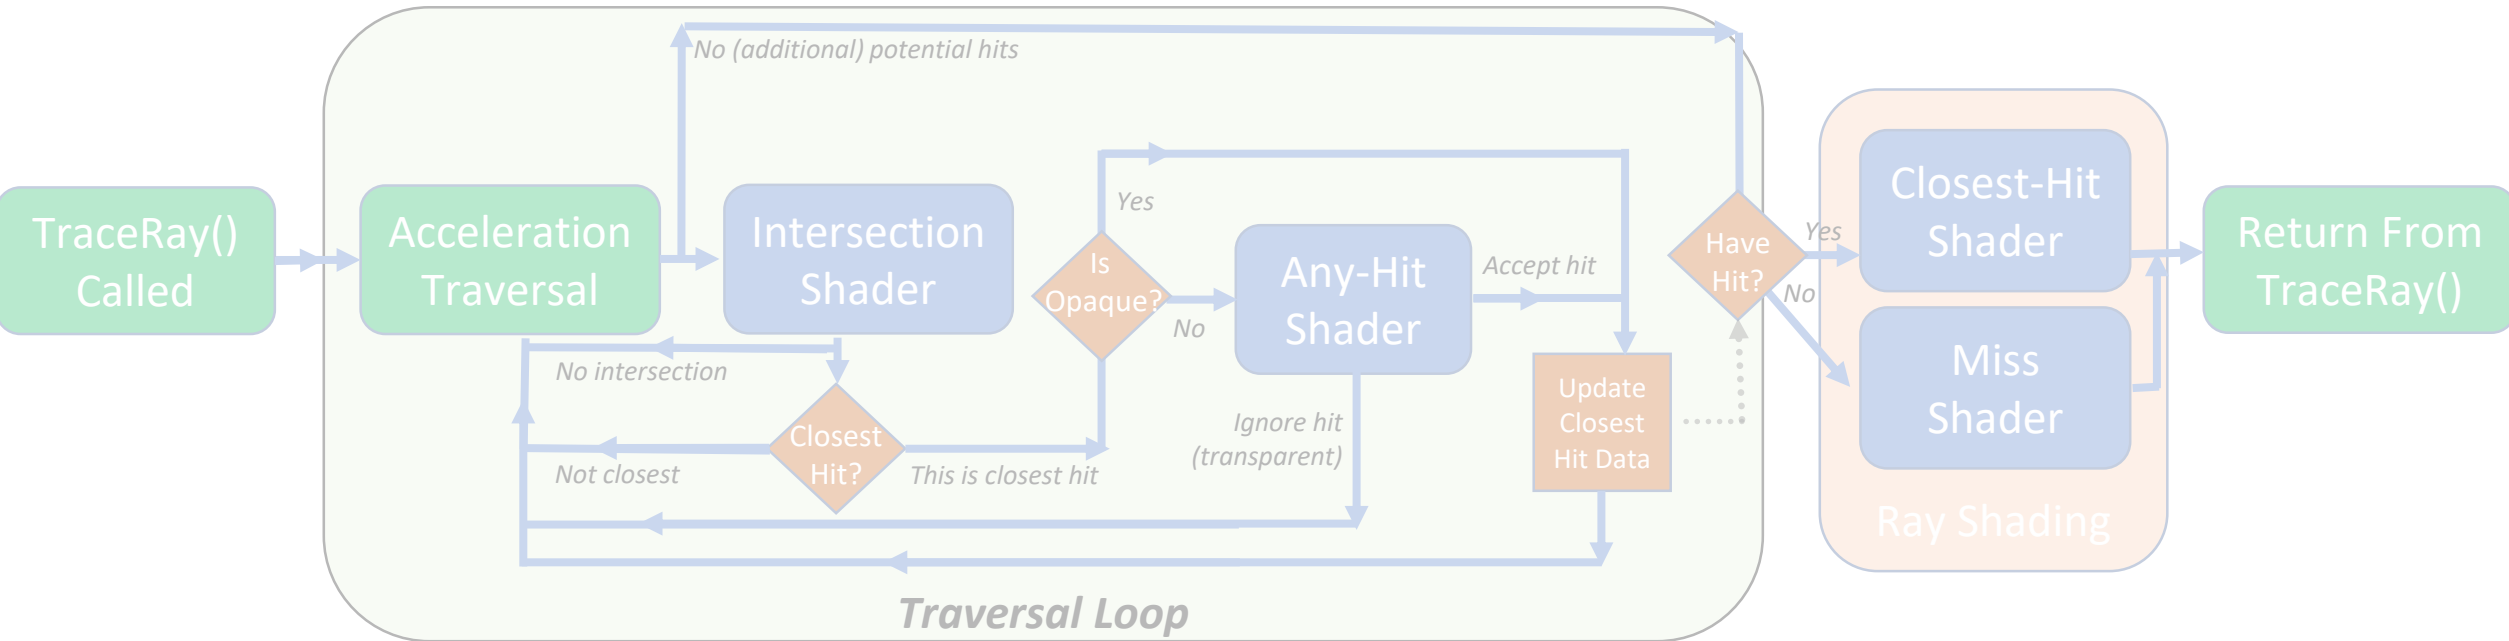 No (additional) potential hits
TraceRay()
Called
Acceleration
Traversal
Intersection
Shader
No intersection
Not closest
Closest
Hit?
This is closest hit
Yes
Is
Opaque?
No
Any-Hit
Shader
Accept hit
Ignore hit
(transparent)
Update
Closest
Hit Data
Have
Hit?
Yes
No
Closest-Hit
Shader
Miss
Shader
Ray Shading
Return From
TraceRay()
Traversal Loop